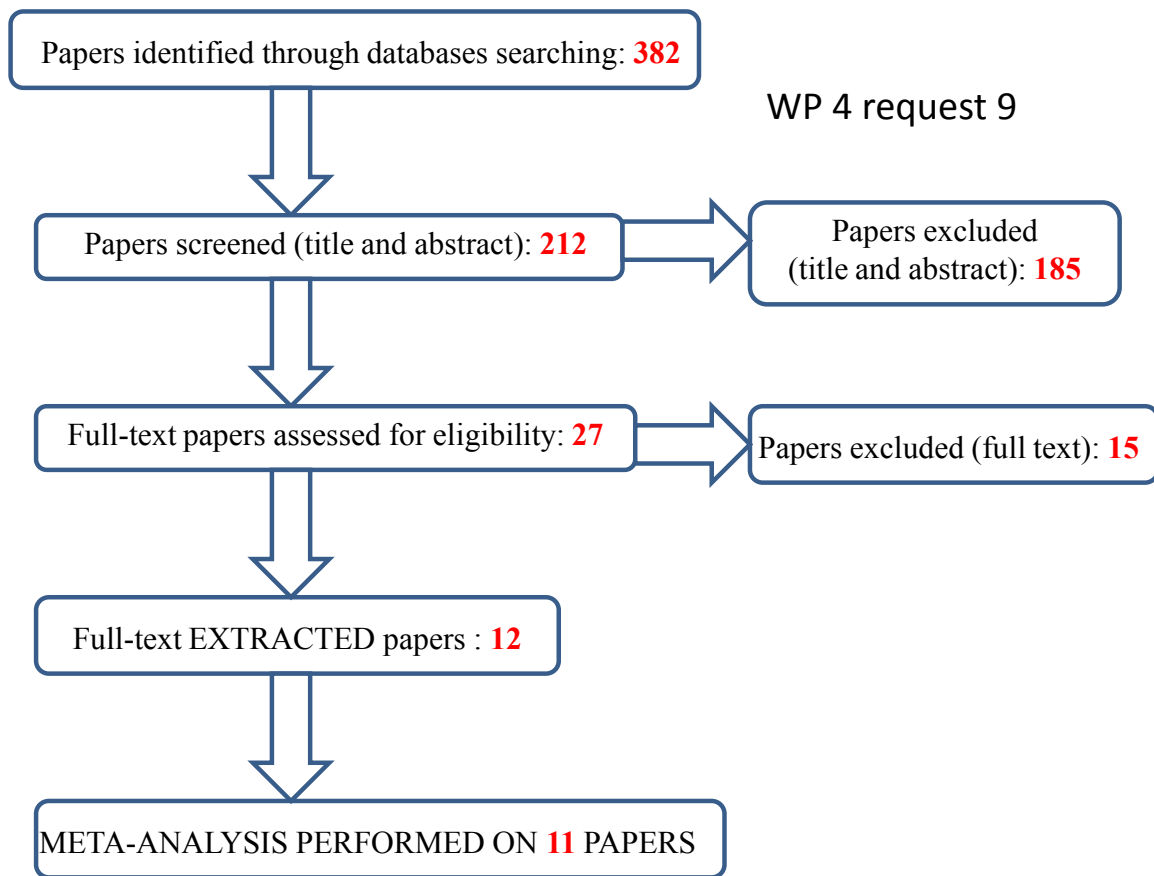 Papers identified through databases searching: 382
WP 4 request 9
Papers screened (title and abstract): 212
Papers excluded
(title and abstract): 185
Full-text papers assessed for eligibility: 27
Papers excluded (full text): 15
Full-text EXTRACTED papers : 12
META-ANALYSIS PERFORMED ON 11 PAPERS